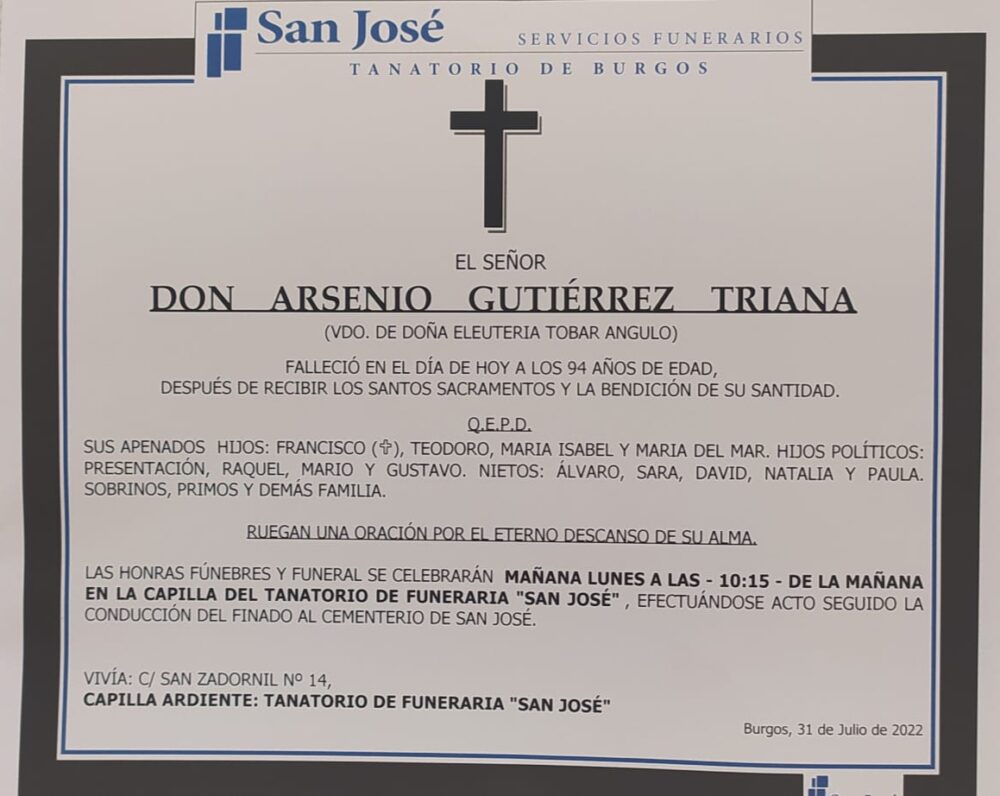 San José SERVICIOS FUNERARIOS
TANATORIO DE BURGOS
EL SEÑOR
DON ARSENIO GUTIÉRREZ TRIANA
(VDO. DE DOÑA ELEUTERIA TOBAR ANGULO)
FALLECIÓ EN EL DÍA DE HOY A LOS 94 AÑOS DE EDAD,
DESPUÉS DE RECIBIR LOS SANTOS SACRAMENTOS Y LA BENDICIÓN DE SU SANTIDAD.
Q.E.P.D.
SUS APENADOS HIJOS: FRANCISCO (✞), TEODORO, MARIA ISABEL Y MARIA DEL MAR. HIJOS POLÍTICOS:
PRESENTACIÓN, RAQUEL, MARIO Y GUSTAVO. NIETOS: ÁLVARO, SARA, DAVID, NATALIA Y PAULA.
SOBRINOS, PRIMOS Y DEMÁS FAMILIA.
RUEGAN UNA ORACIÓN POR EL ETERNO DESCANSO DE SU ALMA.
LAS HONRAS FÚNEBRES Y FUNERAL SE CELEBRARÁN MAÑANA LUNES A LAS - 10:15 - DE LA MAÑANA
EN LA CAPILLA DEL TANATORIO DE FUNERARIA "SAN JOSÉ" , EFECTUÁNDOSE ACTO SEGUIDO LA
CONDUCCIÓN DEL FINADO AL CEMENTERIO DE SAN JOSÉ.
VIVÍA: C/ SAN ZADORNIL Nº 14,
CAPILLA ARDIENTE: TANATORIO DE FUNERARIA "SAN JOSÉ"
Burgos, 31 de Julio de 2022